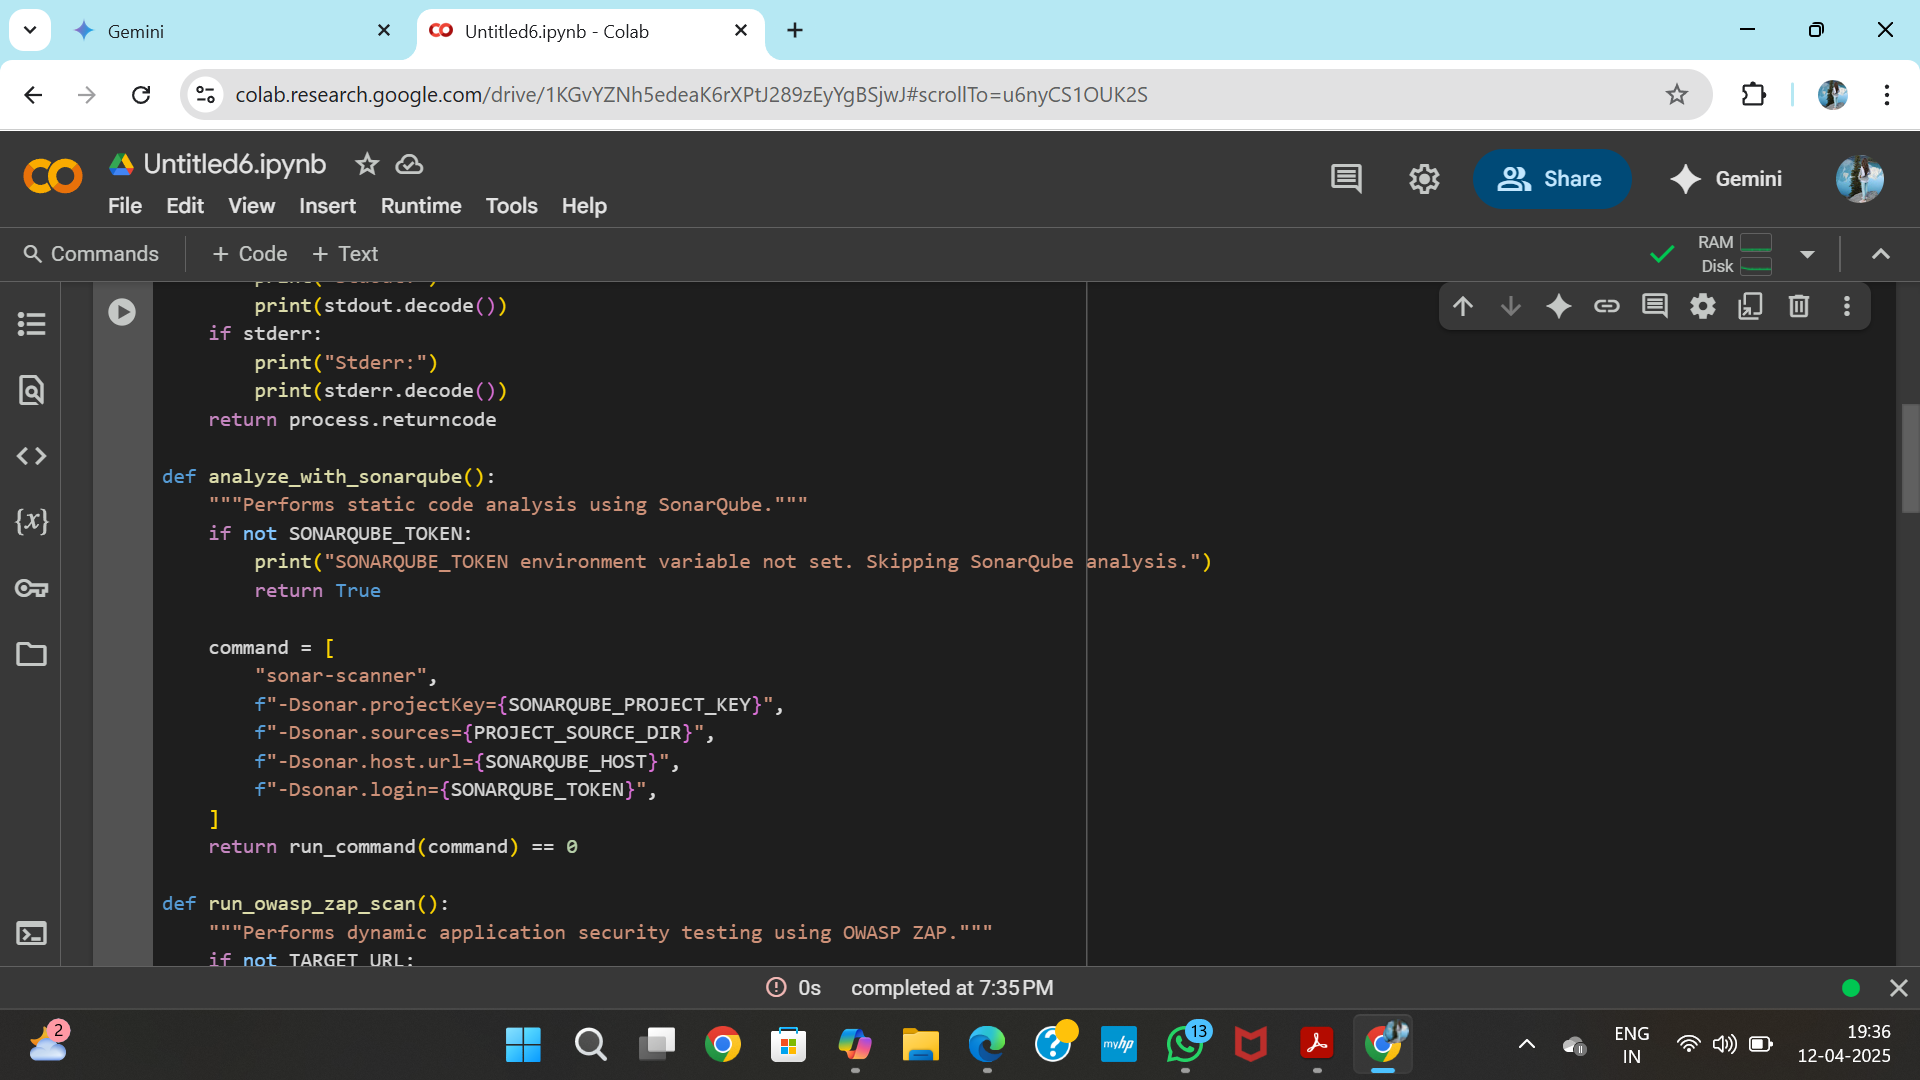 Gemini
Untitled6.ipynb - Colab
colab.research.google.com/drive/1KGvYZNh5edeaK6rXPtJ289zEyYgBSjwJ#scrollTo=u6nyCS1OUK2S
Untitled6.ipynb
File Edit View Insert Runtime Tools Help
Share
Gemini
Commands + Code + Text
RAM
Disk
print(stdout.decode())
if stderr:
print("Stderr:")
print(stderr.decode())
return process.returncode
def analyze_with_sonarqube():
"""Performs static code analysis using SonarQube."""
if not SONARQUBE_TOKEN:
print("SONARQUBE_TOKEN environment variable not set. Skipping SonarQube analysis.")
return True
command = [
"sonar-scanner",
f"-Dsonar.projectKey={SONARQUBE_PROJECT_KEY}",
f"-Dsonar.sources={PROJECT_SOURCE_DIR}",
f"-Dsonar.host.url={SONARQUBE_HOST}",
f"-Dsonar.login={SONARQUBE_TOKEN}",
]
return run_command(command) == 0
def run_owasp_zap_scan():
"""Performs dynamic application security testing using OWASP ZAP."""
if not TARGET_URL:
0s completed at 7:35 PM
2
myhp
13
ENG
IN
19:36
12-04-2025